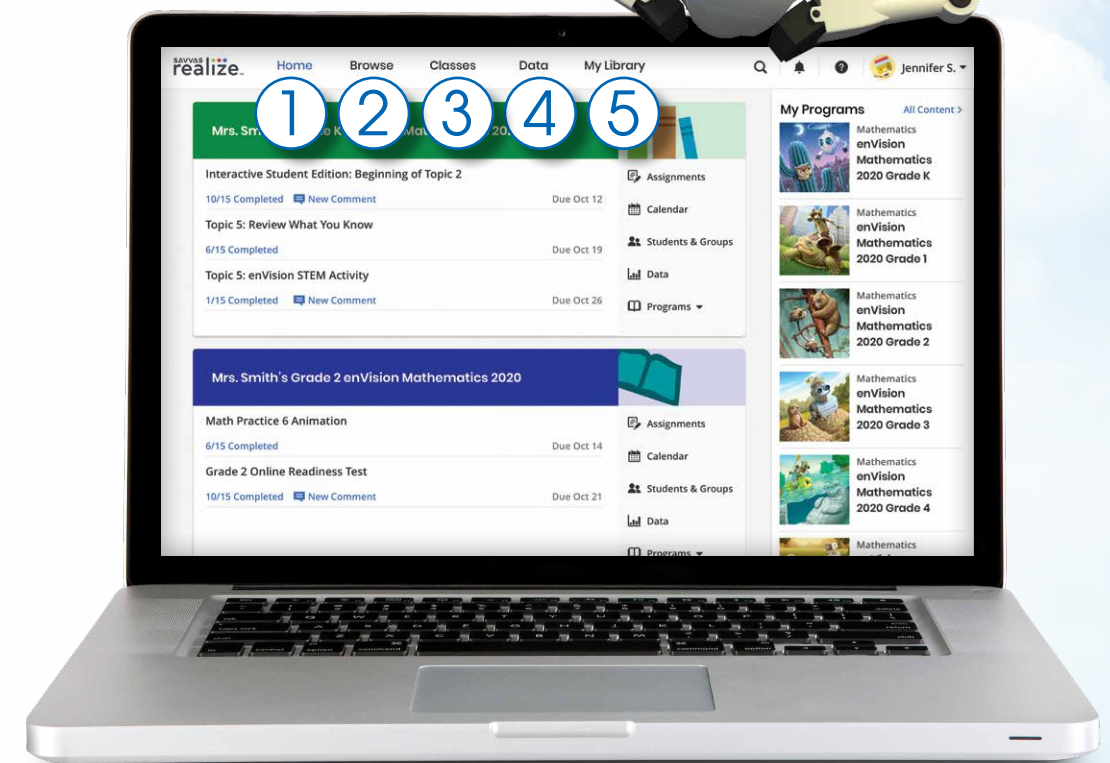 SAVVAS
realize
Home Browse Classes Data My Library
Jennifer S.
1 2 3 4 5
Mrs. Sm
Interactive Student Edition: Beginning of Topic 2
10/15 Completed New Comment Due Oct 12
Topic 5: Review What You Know
6/15 Completed Due Oct 19
Topic 5: enVision STEM Activity
1/15 Completed New Comment Due Oct 26
Assignments
Calendar
Students & Groups
Data
Programs
Mrs. Smith's Grade 2 enVision Mathematics 2020
Math Practice 6 Animation
6/15 Completed Due Oct 14
Grade 2 Online Readiness Test
10/15 Completed New Comment Due Oct 21
Assignments
Calendar
Students & Groups
Data
Programs
My Programs All Content >
Mathematics
enVision
Mathematics
2020 Grade K
Mathematics
enVision
Mathematics
2020 Grade 1
Mathematics
enVision
Mathematics
2020 Grade 2
Mathematics
enVision
Mathematics
2020 Grade 3
Mathematics
enVision
Mathematics
2020 Grade 4
Mathematics